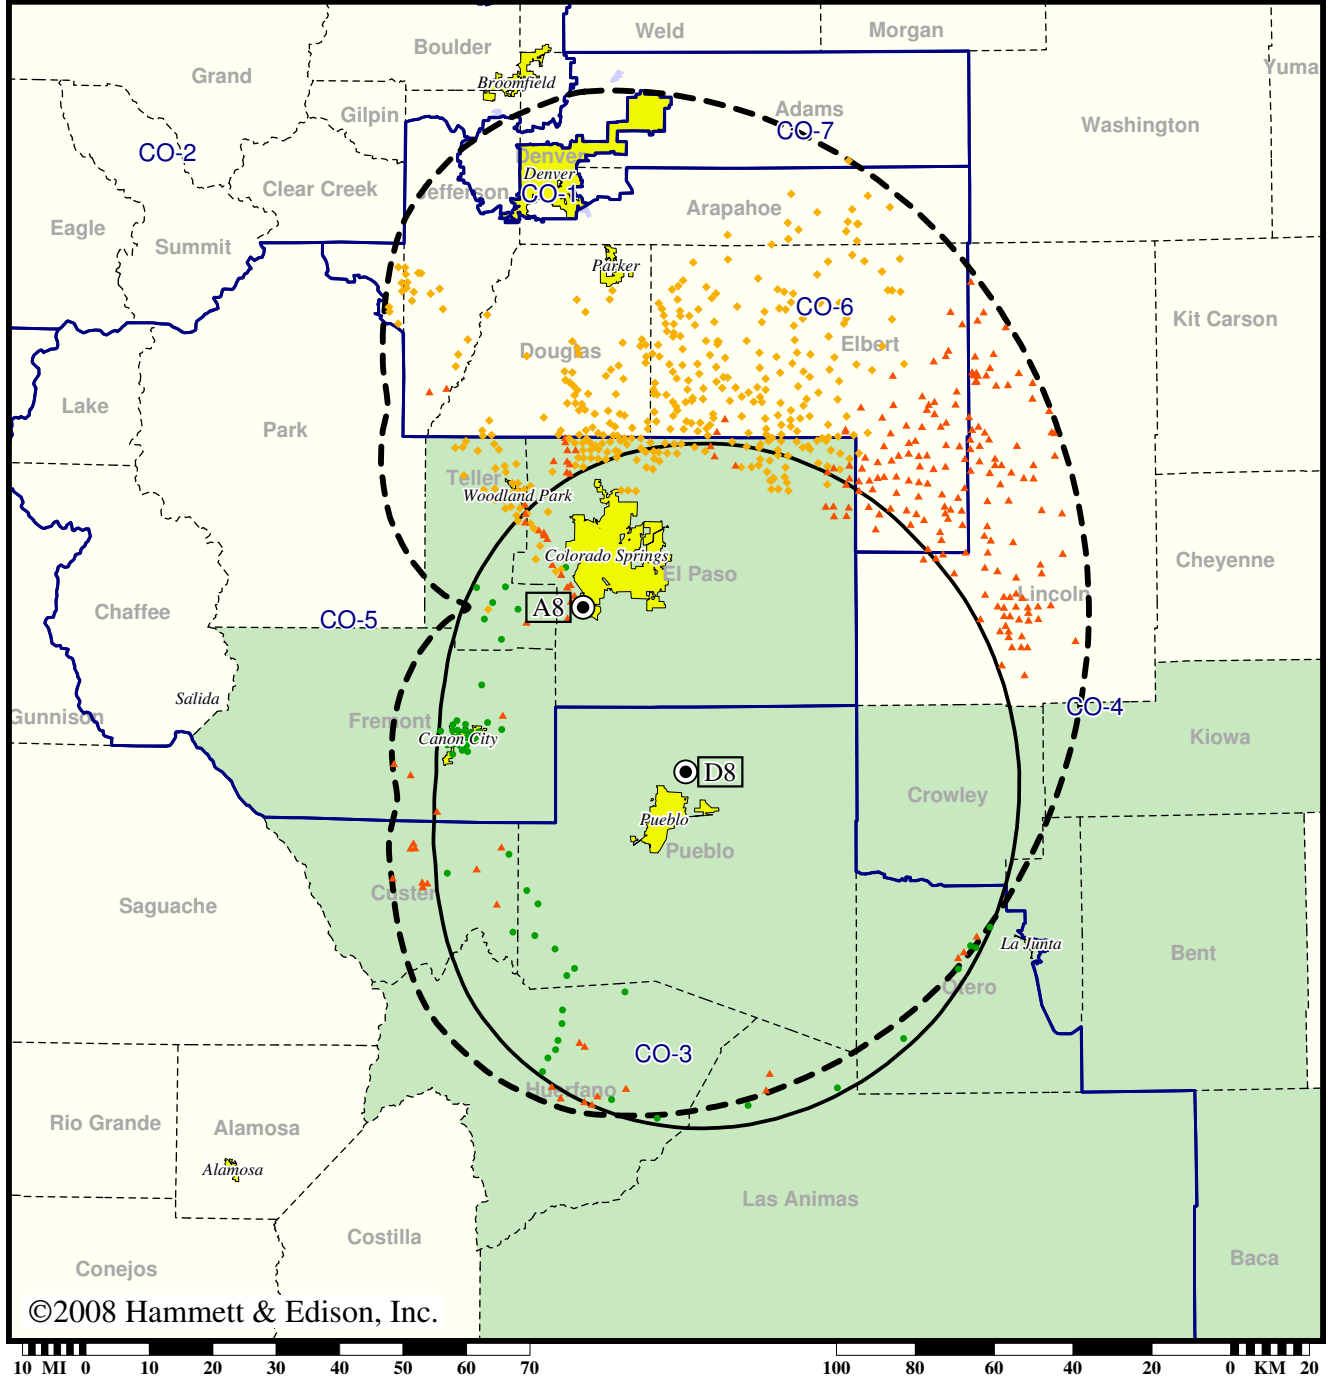 Weld
Morgan
Boulder
Grand
Yuma
Broomfield
Gilpin
Adams
CO-7
Washington
CO-2
Denver
Denver
CO-1
Clear Creek
Jefferson
Arapahoe
Eagle
Summit
Parker
CO-6
Kit Carson
Douglas
Elbert
Lake
Park
Teller
Woodland Park
Colorado Springs
El Paso
Cheyenne
Lincoln
A8
Chaffee
CO-5
Salida
Gunnison
Fremont
CO-4
Canon City
Kiowa
D8
Crowley
Pueblo
Pueblo
Custer
Saguache
La Junta
Bent
Otero
CO-3
Huerfano
Rio Grande
Alamosa
Alamosa
Las Animas
Costilla
Conejos
Baca
©2008 Hammett & Edison, Inc.
10 MI 0 10 20 30 40 50 60 70 100 80 60 40 20 0 KM 20